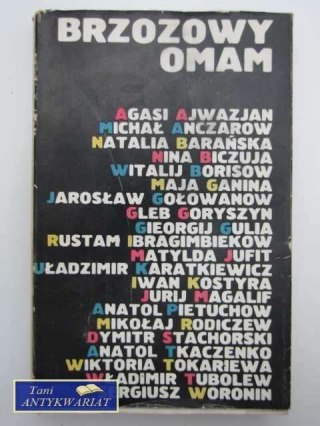 BRZOZOWY
OMAM
AGASI AJWAZJAN
MICHAŁ ANCZAROW
NATALIA BARAŃSKA
NINA BICZUJA
WITALIJ BORISOW
MAJA GANINA
JAROSŁAW GOŁOWANOW
GLEB GORYSZYN
GIEORGIJ GULIA
RUSTAM IBRAGIMBIEKOW
MATYLDA JUFIT
UŁADZIMIR KARATKIEWICZ
IWAN KOSTYRA
JURIJ MAGALIF
ANATOL PIETUCHOW
MIKOŁAJ RODICZEW
DYMITR STACHORSKI
ANATOL TKACZENKO
WIKTORIA TOKARIEWA
WŁADIMIR TUBOLEW
ERGIUSZ WORONIN
Tani
ANTYKWARIAT